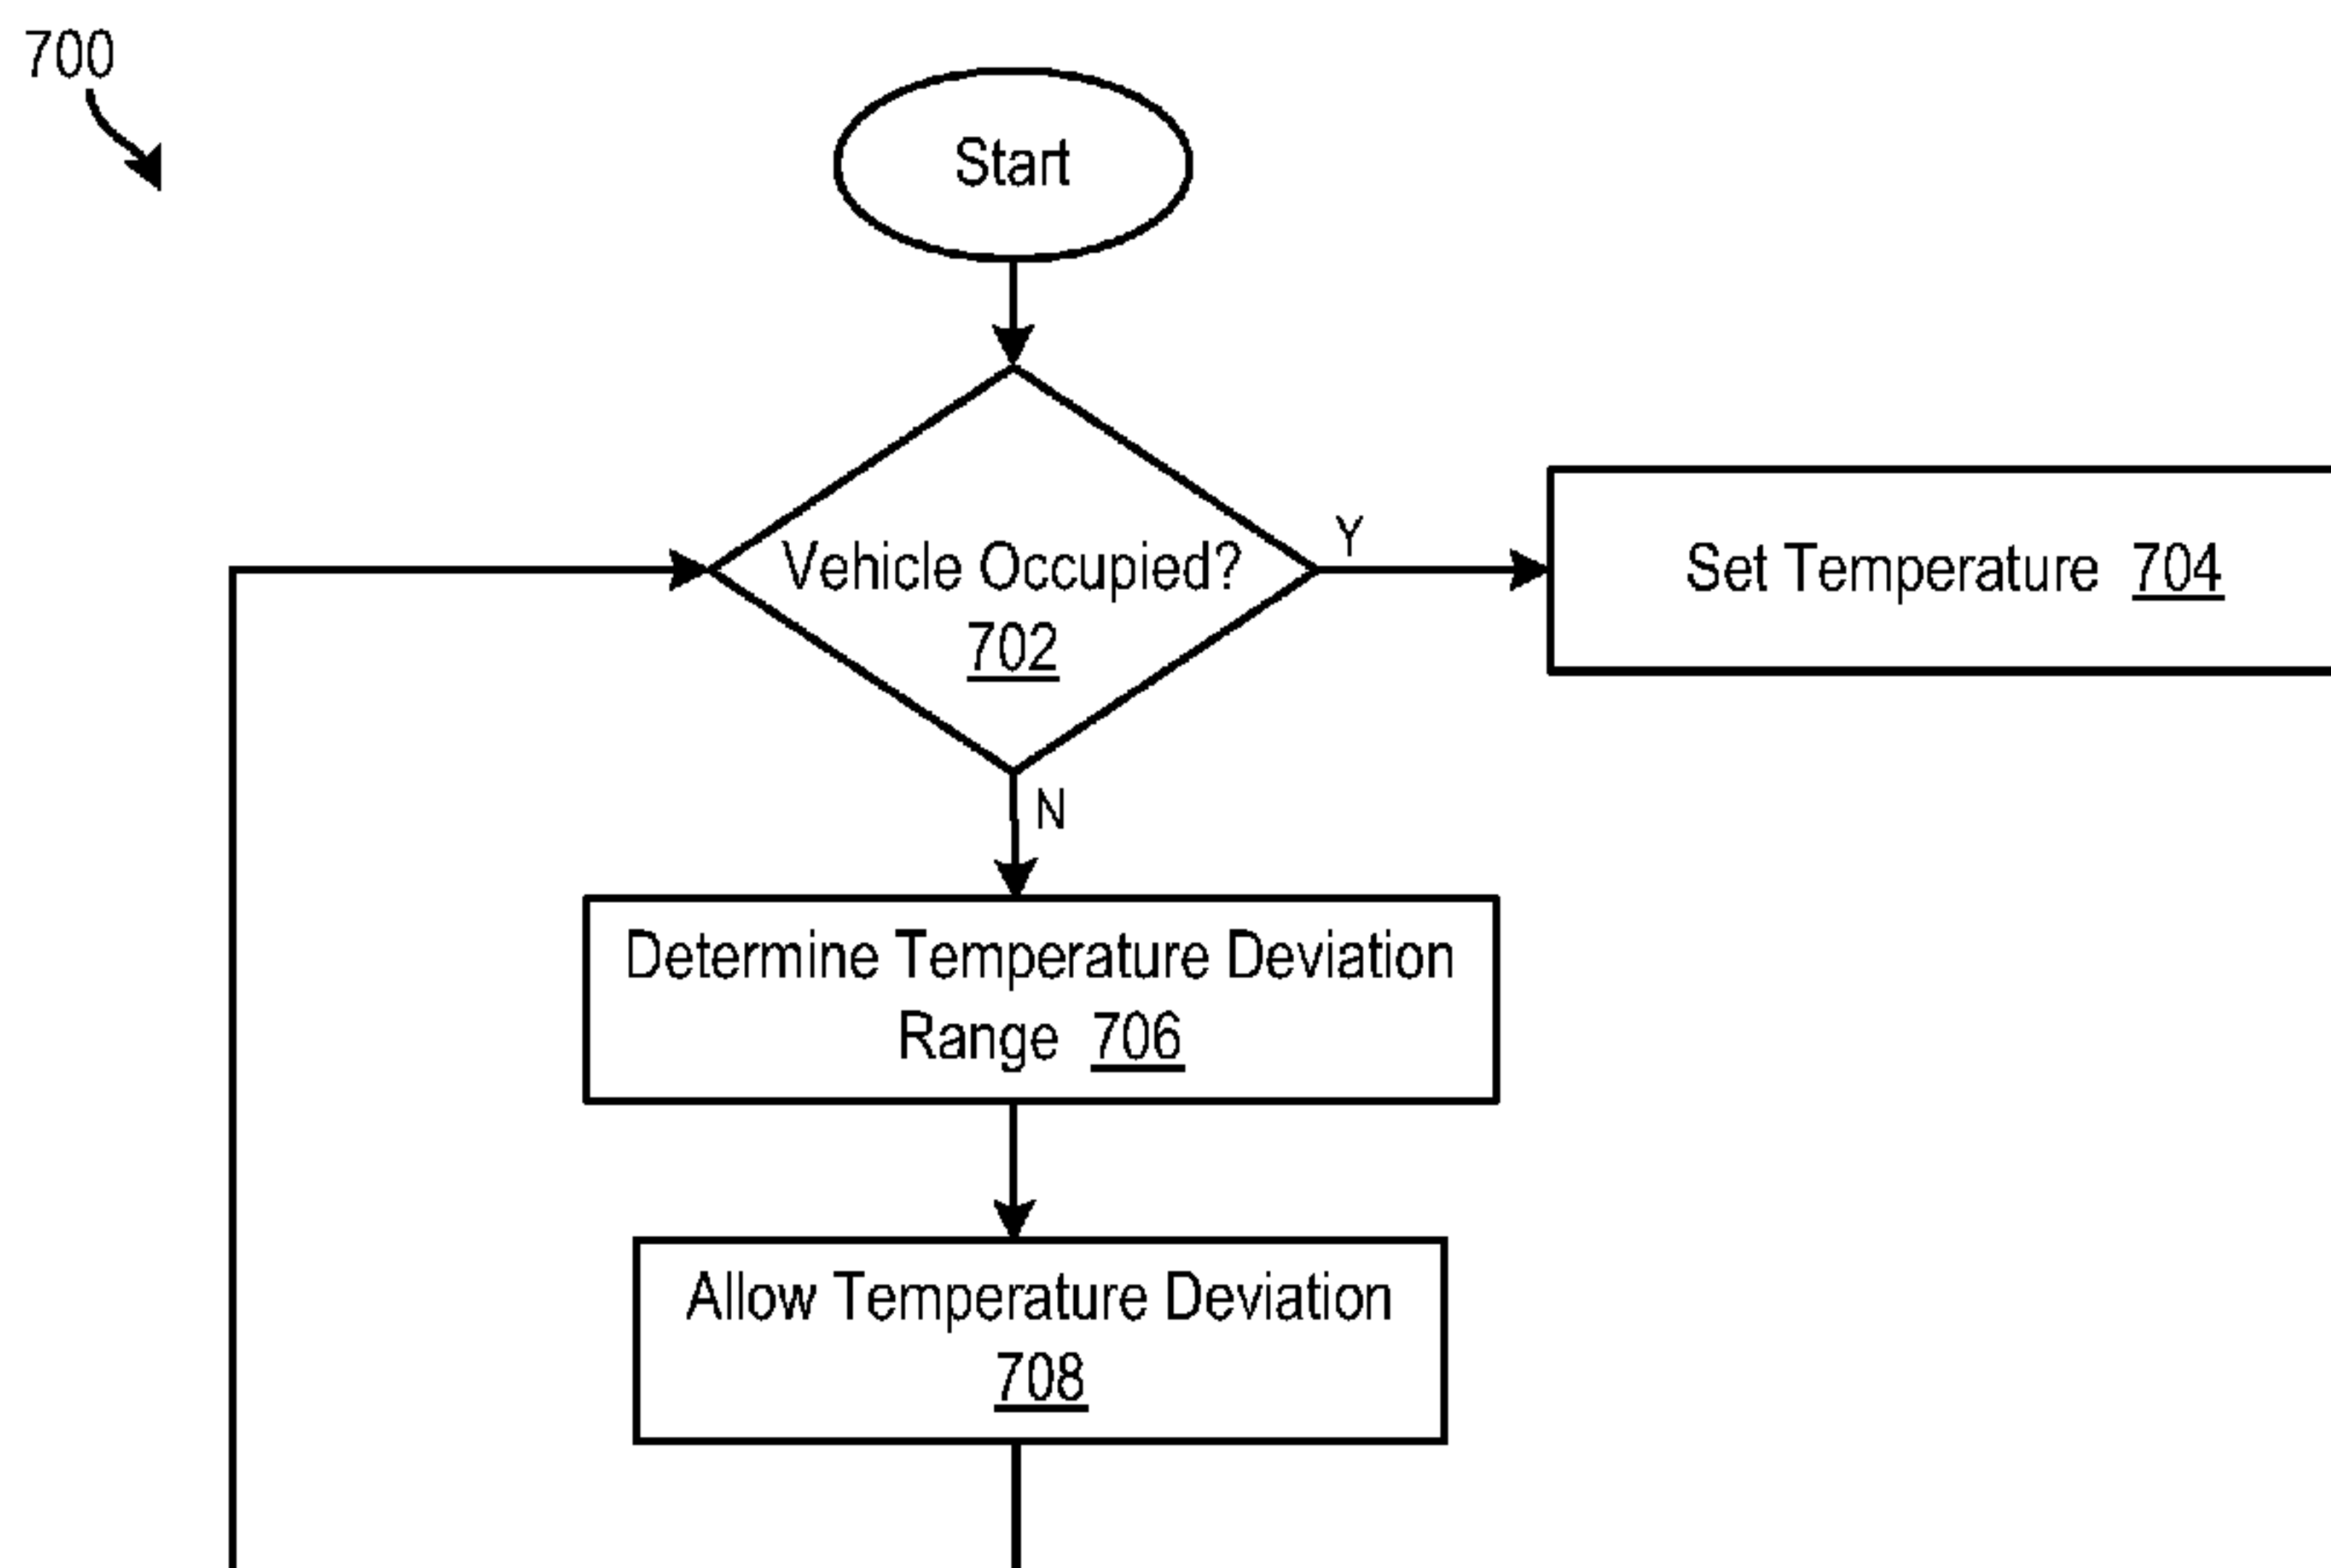 700
Start
Vehicle Occupied?
702
Y
Set Temperature 704
N
Determine Temperature Deviation
Range 706
Allow Temperature Deviation
708